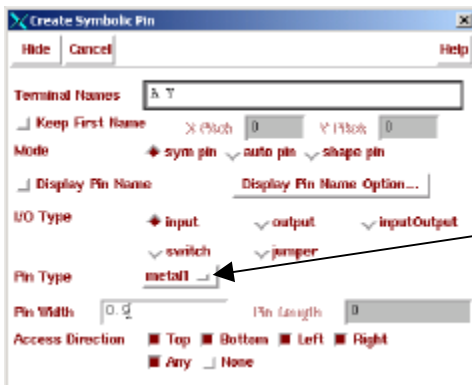 Create Symbolic Pin
Hide Cancel Help
Terminal Names A Y
Keep First Name X Pitch 0 Y Pitch 0
Mode sym pin auto pin shape pin
Display Pin Name Display Pin Name Option...
I/O Type input output inputOutput
switch jumper
Pin Type metal1
Pin Width 0.9 Pin Length 0
Access Direction Top Bottom Left Right
Any None